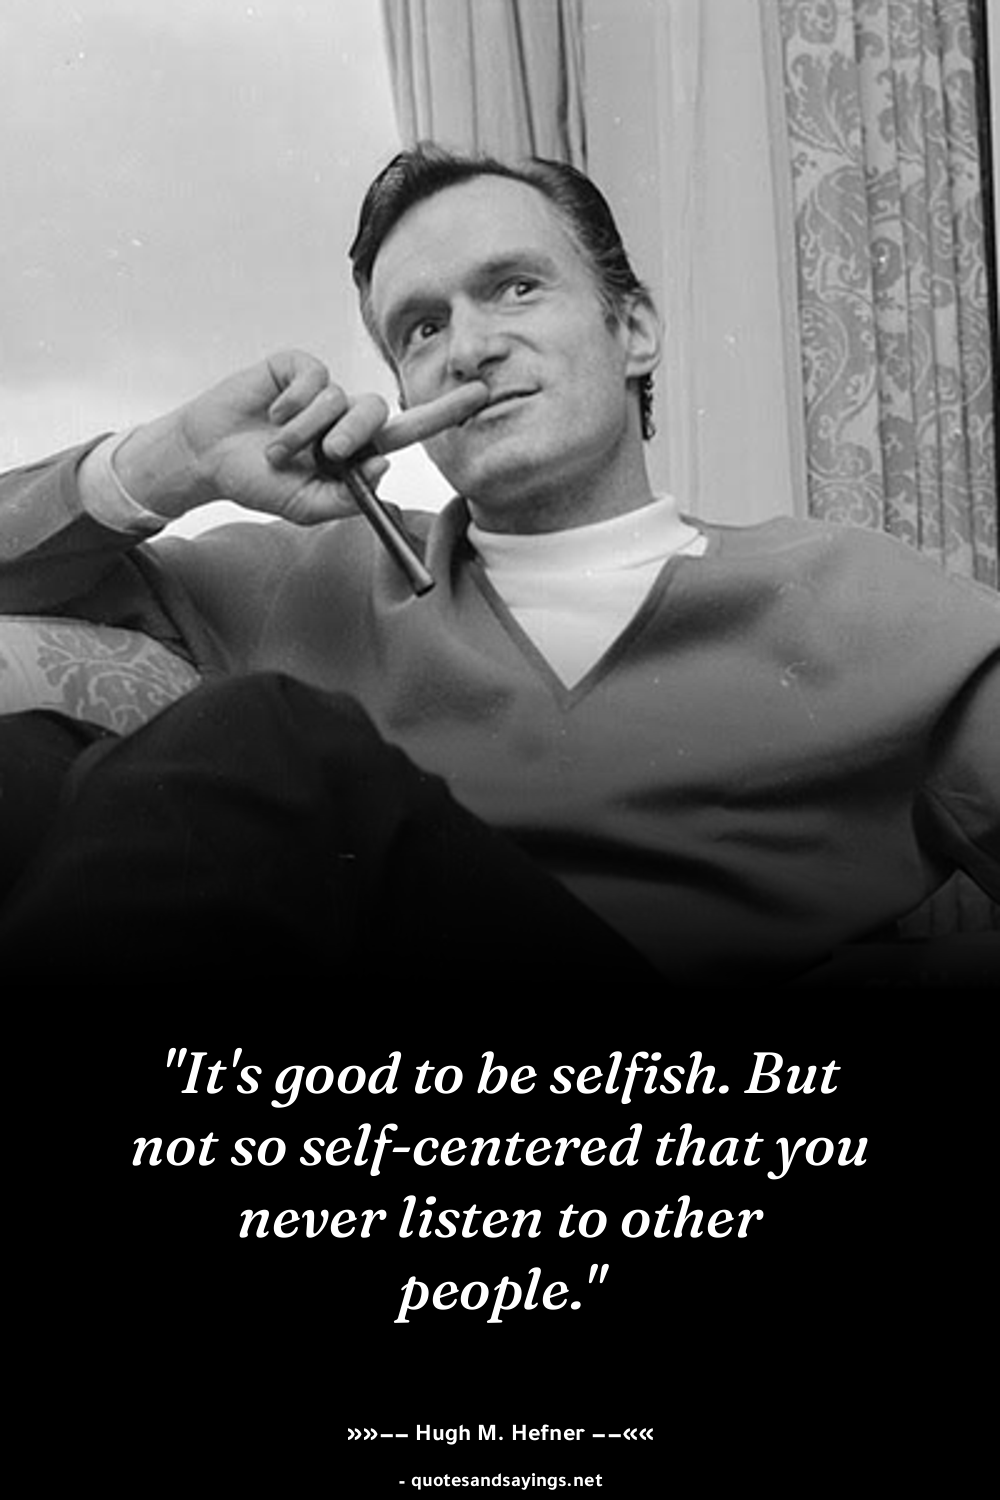 "It's good to be selfish. But
not so self-centered that you
never listen to other
people."
»»–– Hugh M. Hefner ––««
- quotesandsayings.net